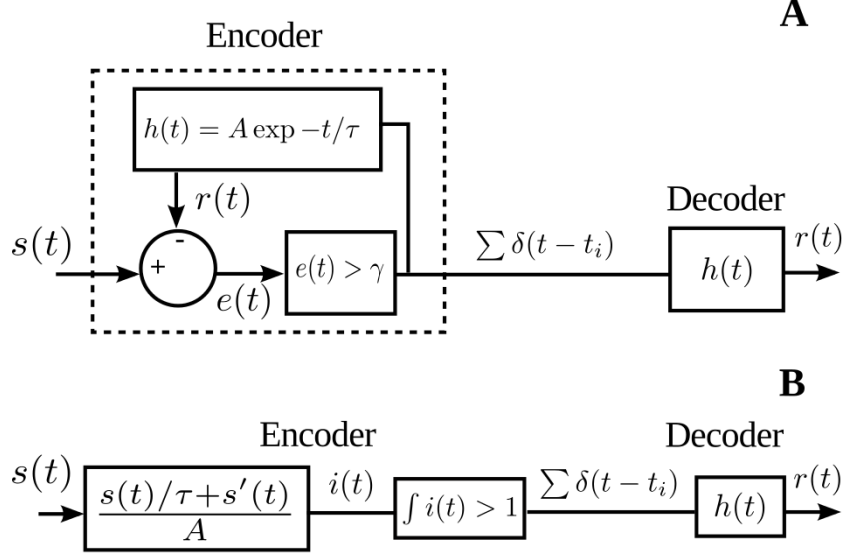 A
Encoder
h(t) = A exp −t/τ
r(t)
-
Decoder
s(t)
∑ δ(t − t_i)
r(t)
+
e(t) > γ
h(t)
e(t)
B
Encoder
Decoder
s(t)
s(t)/τ+s′(t)
A
i(t)
∫ i(t) > 1
∑ δ(t − t_i)
h(t)
r(t)